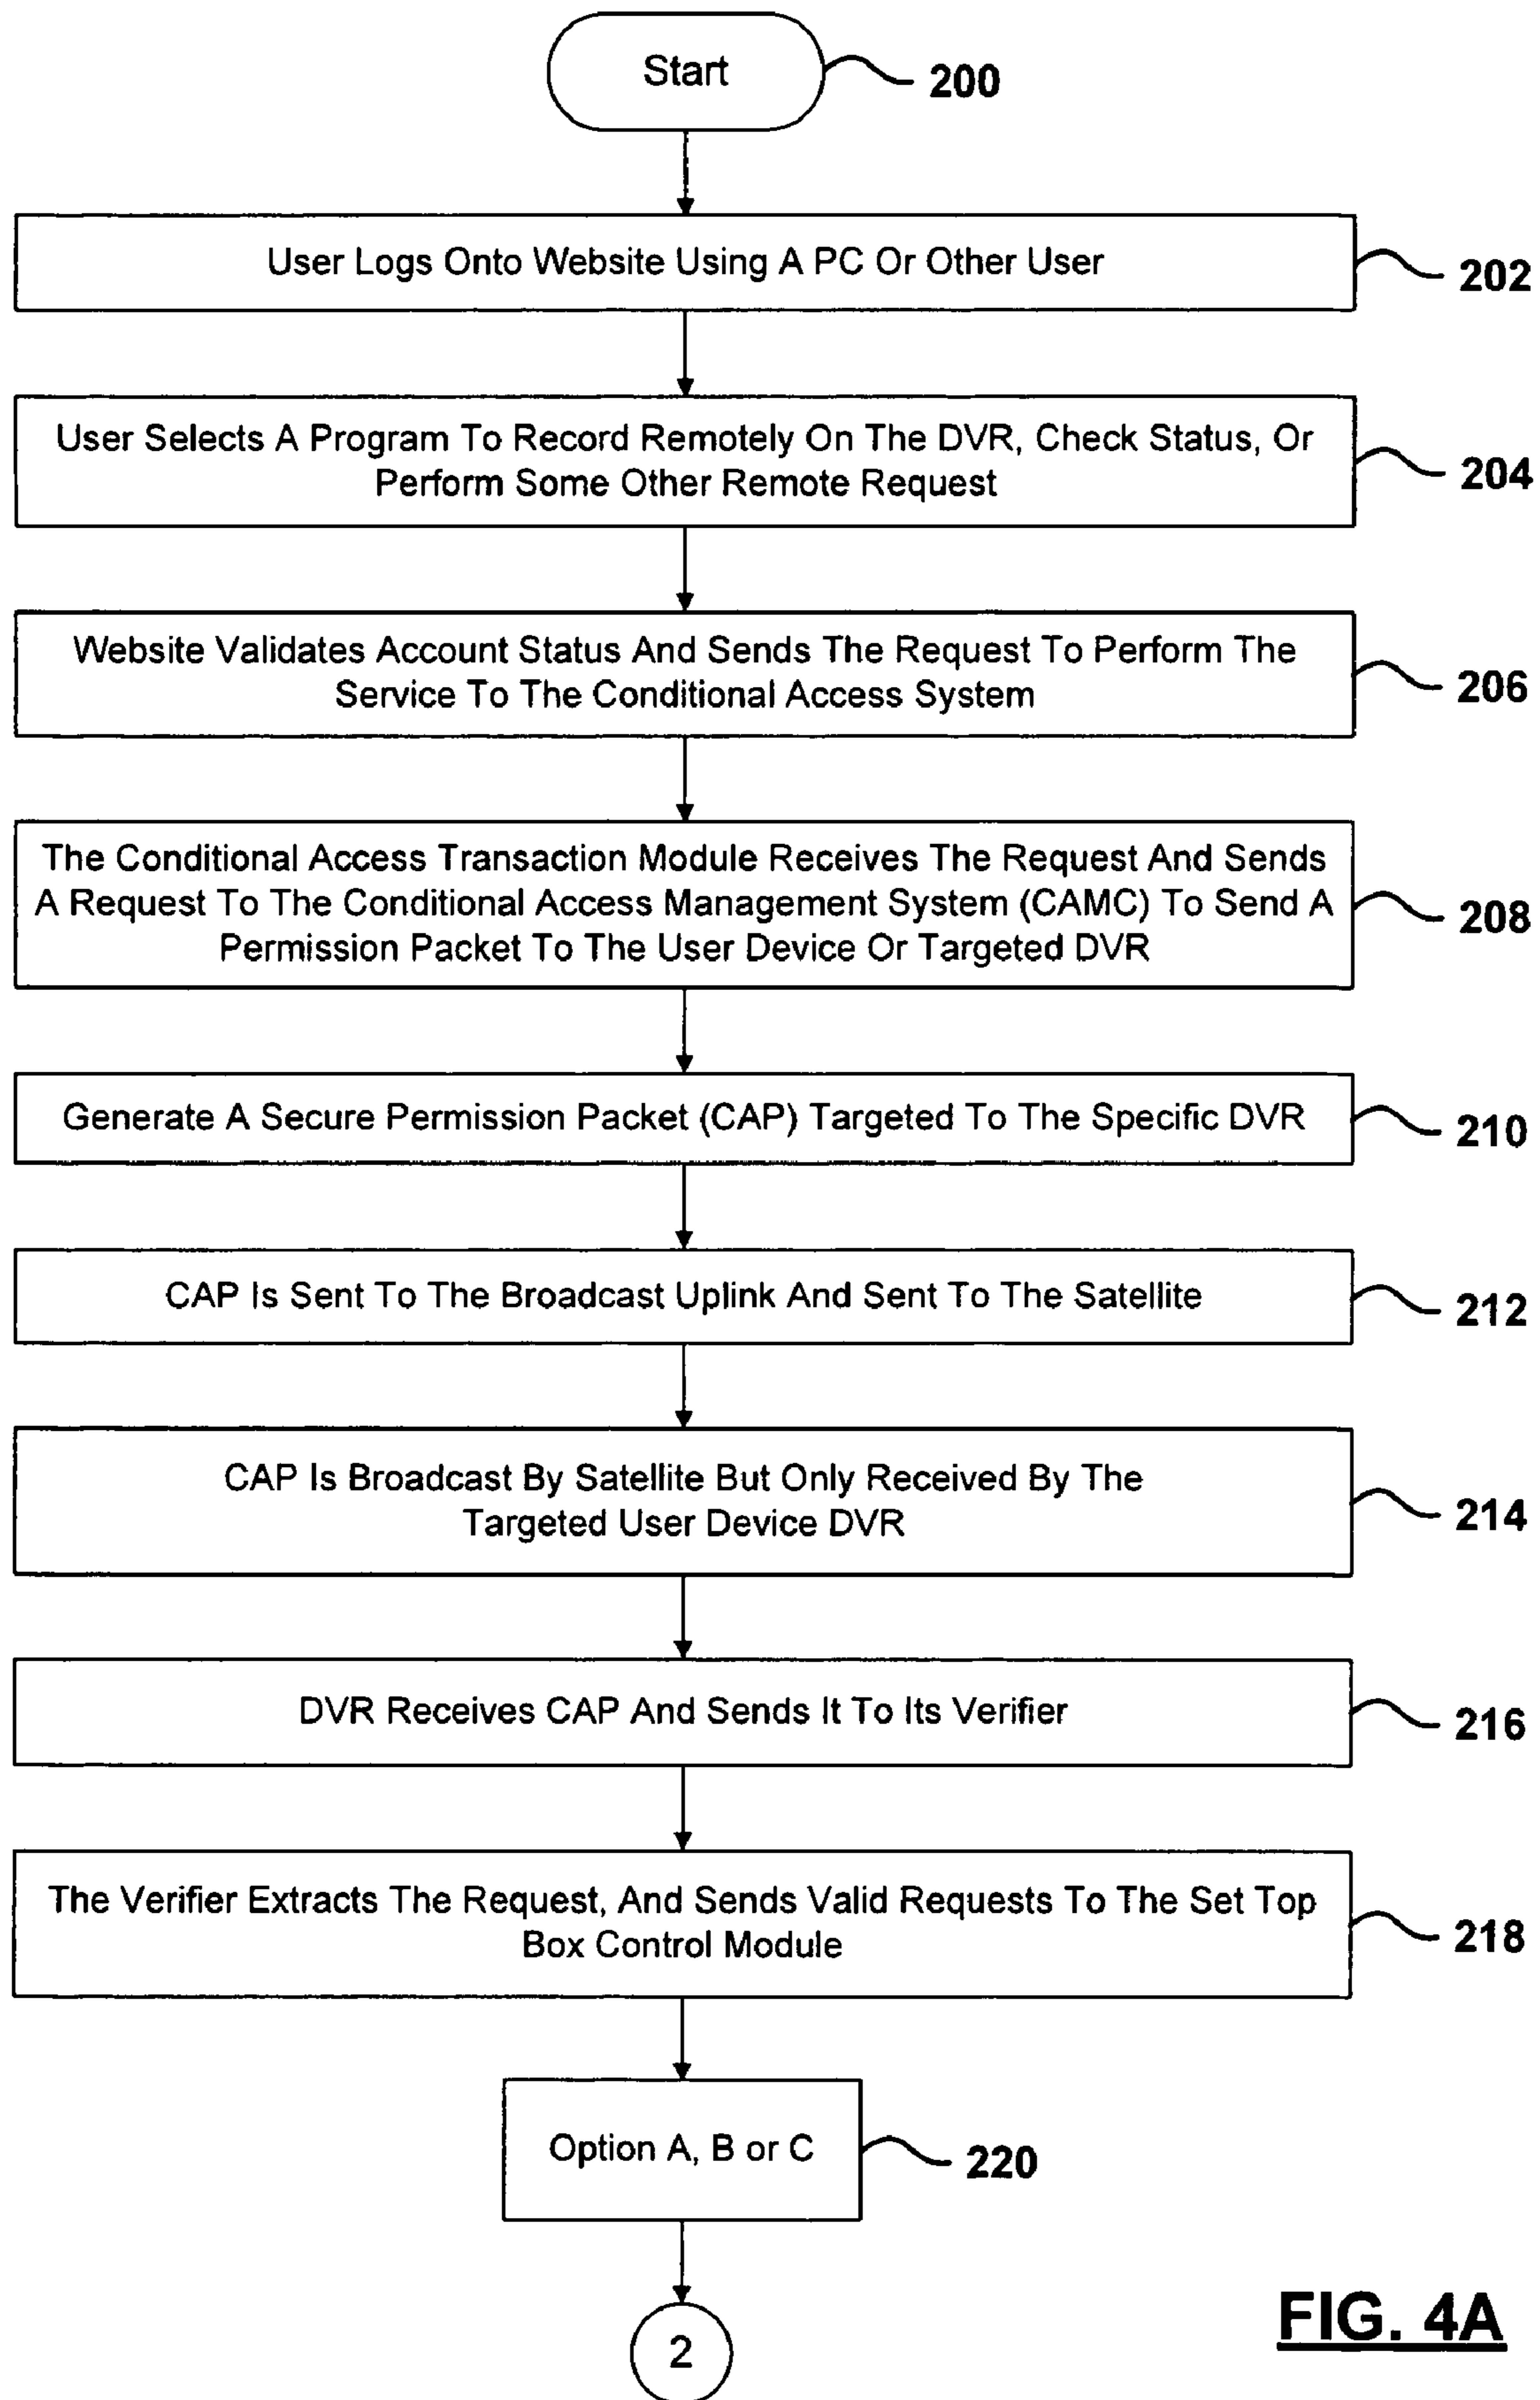 Start
200
User Logs Onto Website Using A PC Or Other User
202
User Selects A Program To Record Remotely On The DVR, Check Status, Or
Perform Some Other Remote Request
204
Website Validates Account Status And Sends The Request To Perform The
Service To The Conditional Access System
206
The Conditional Access Transaction Module Receives The Request And Sends
A Request To The Conditional Access Management System (CAMC) To Send A
Permission Packet To The User Device Or Targeted DVR
208
Generate A Secure Permission Packet (CAP) Targeted To The Specific DVR
210
CAP Is Sent To The Broadcast Uplink And Sent To The Satellite
212
CAP Is Broadcast By Satellite But Only Received By The
Targeted User Device DVR
214
DVR Receives CAP And Sends It To Its Verifier
216
The Verifier Extracts The Request, And Sends Valid Requests To The Set Top
Box Control Module
218
Option A, B or C
220
2
FIG. 4A